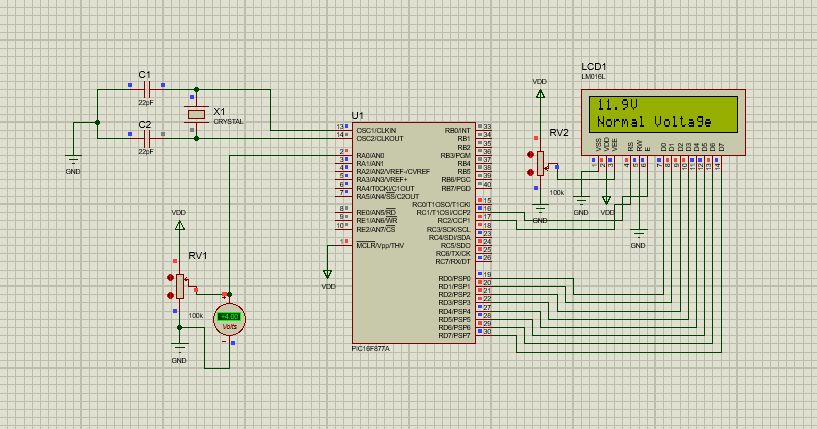 LCD1
LM016L
11.9V
Normal Voltage
VSS VDD VEE RS RW E D0 D1 D2 D3 D4 D5 D6 D7
1 2 3 4 5 6 7 8 9 10 11 12 13 14
C1
22pF
C2
22pF
X1
CRYSTAL
GND
U1
13 OSC1/CLKIN
14 OSC2/CLKOUT
2 RA0/AN0
3 RA1/AN1
4 RA2/AN2/VREF-/CVREF
5 RA3/AN3/VREF+
6 RA4/T0CKI/C1OUT
7 RA5/AN4/SS/C2OUT
8 RE0/AN5/RD
9 RE1/AN6/WR
10 RE2/AN7/CS
1 MCLR/Vpp/THV
RB0/INT 33
RB1 34
RB2 35
RB3/PGM 36
RB4 37
RB5 38
RB6/PGC 39
RB7/PGD 40
RC0/T1OSO/T1CKI 15
RC1/T1OSI/CCP2 16
RC2/CCP1 17
RC3/SCK/SCL 18
RC4/SDI/SDA 23
RC5/SDO 24
RC6/TX/CK 25
RC7/RX/DT 26
RD0/PSP0 19
RD1/PSP1 20
RD2/PSP2 21
RD3/PSP3 22
RD4/PSP4 27
RD5/PSP5 28
RD6/PSP6 29
RD7/PSP7 30
PIC16F877A
VDD
VDD
RV1
100k
+4.00
Volts
GND
VDD
RV2
100k
GND
GND
VDD
GND